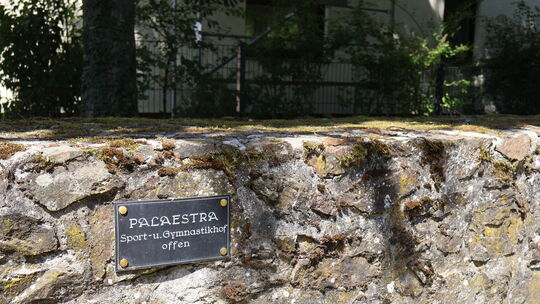 PALAESTRA
Sport-u. Gymnastikhof
offen